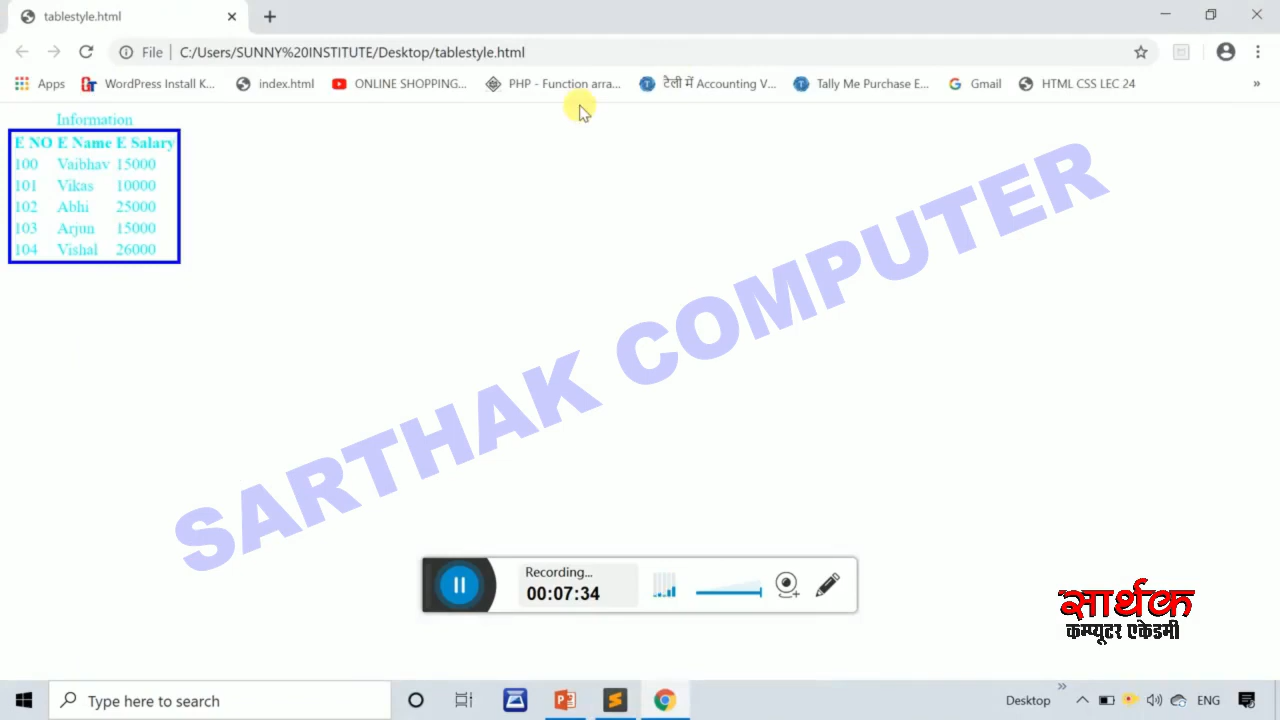 tablestyle.html
File
C:/Users/SUNNY%20INSTITUTE/Desktop/tablestyle.html
Apps WordPress Install K... index.html ONLINE SHOPPING... PHP - Function arra... टैली में Accounting V... Tally Me Purchase E... Gmail HTML CSS LEC 24 »
Information
E NO E Name E Salary
100 Vaibhav 15000
101 Vikas 10000
102 Abhi 25000
103 Arjun 15000
104 Vishal 26000
SARTHAK COMPUTER
Recording...
00:07:34
सार्थक
कम्प्यूटर एकेडमी
Type here to search
Desktop » ENG